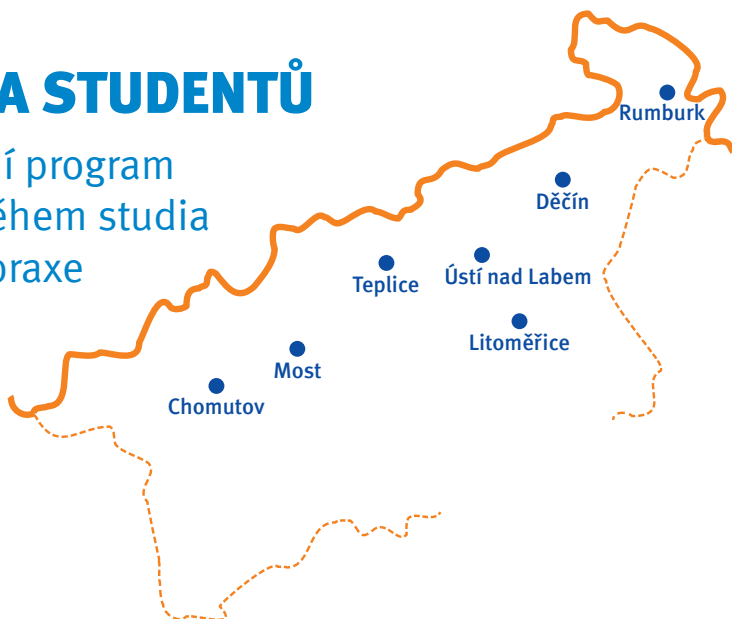 A STUDENTŮ
í program
ěhem studia
praxe
Rumburk
Děčín
Ústí nad Labem
Teplice
Litoměřice
Most
Chomutov